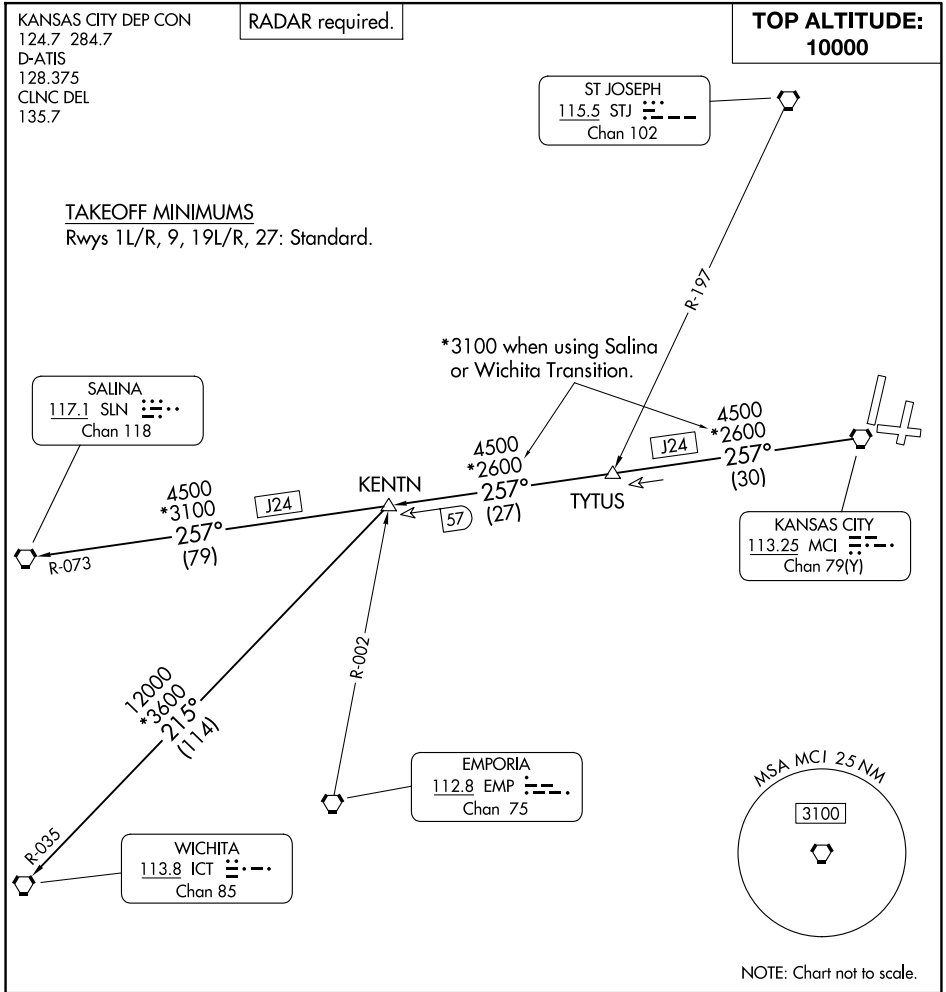 KANSAS CITY DEP CON
124.7 284.7
D-ATIS
128.375
CLNC DEL
135.7
RADAR required.
TOP ALTITUDE:
10000
ST JOSEPH
115.5 STJ
Chan 102
TAKEOFF MINIMUMS
Rwys 1L/R, 9, 19L/R, 27: Standard.
R-197
*3100 when using Salina
or Wichita Transition.
SALINA
117.1 SLN
Chan 118
4500
*2600
257°
(30)
J24
TYTUS
4500
*2600
257°
(27)
KENTN
57
4500
*3100
257°
(79)
J24
R-073
KANSAS CITY
113.25 MCI
Chan 79(Y)
R-002
12000
*3600
215°
(114)
R-035
EMPORIA
112.8 EMP
Chan 75
WICHITA
113.8 ICT
Chan 85
MSA MCI 25 NM
3100
NOTE: Chart not to scale.